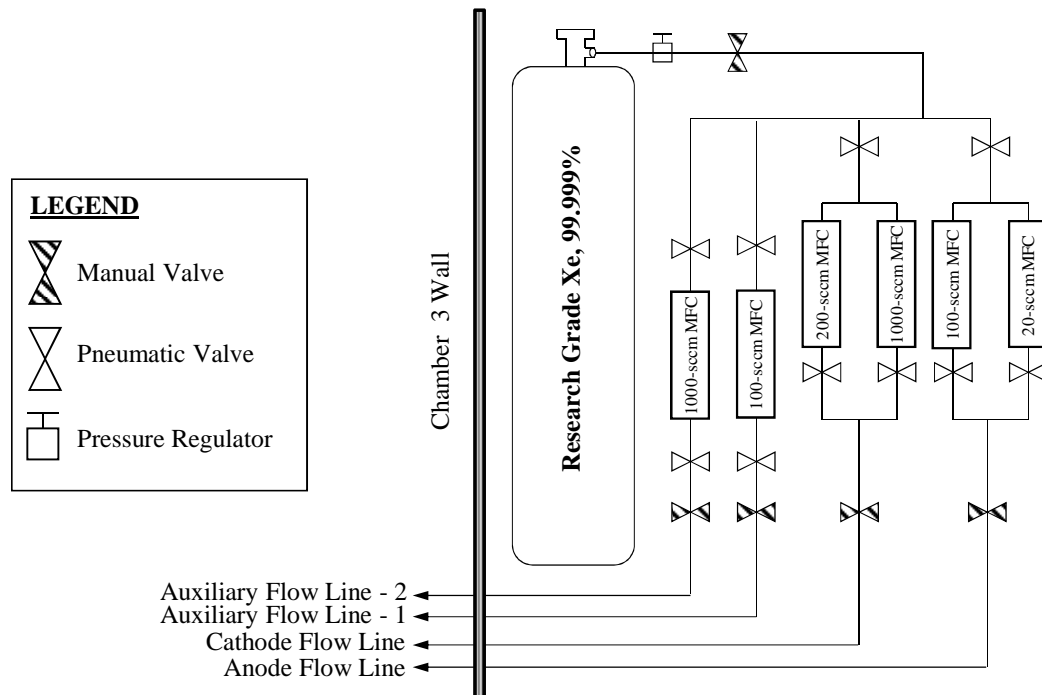 LEGEND
Manual Valve
Pneumatic Valve
Pressure Regulator
Chamber 3 Wall
Research Grade Xe, 99.999%
1000-sccm MFC
100-sccm MFC
200-sccm MFC
1000-sccm MFC
100-sccm MFC
20-sccm MFC
Auxiliary Flow Line - 2
Auxiliary Flow Line - 1
Cathode Flow Line
Anode Flow Line